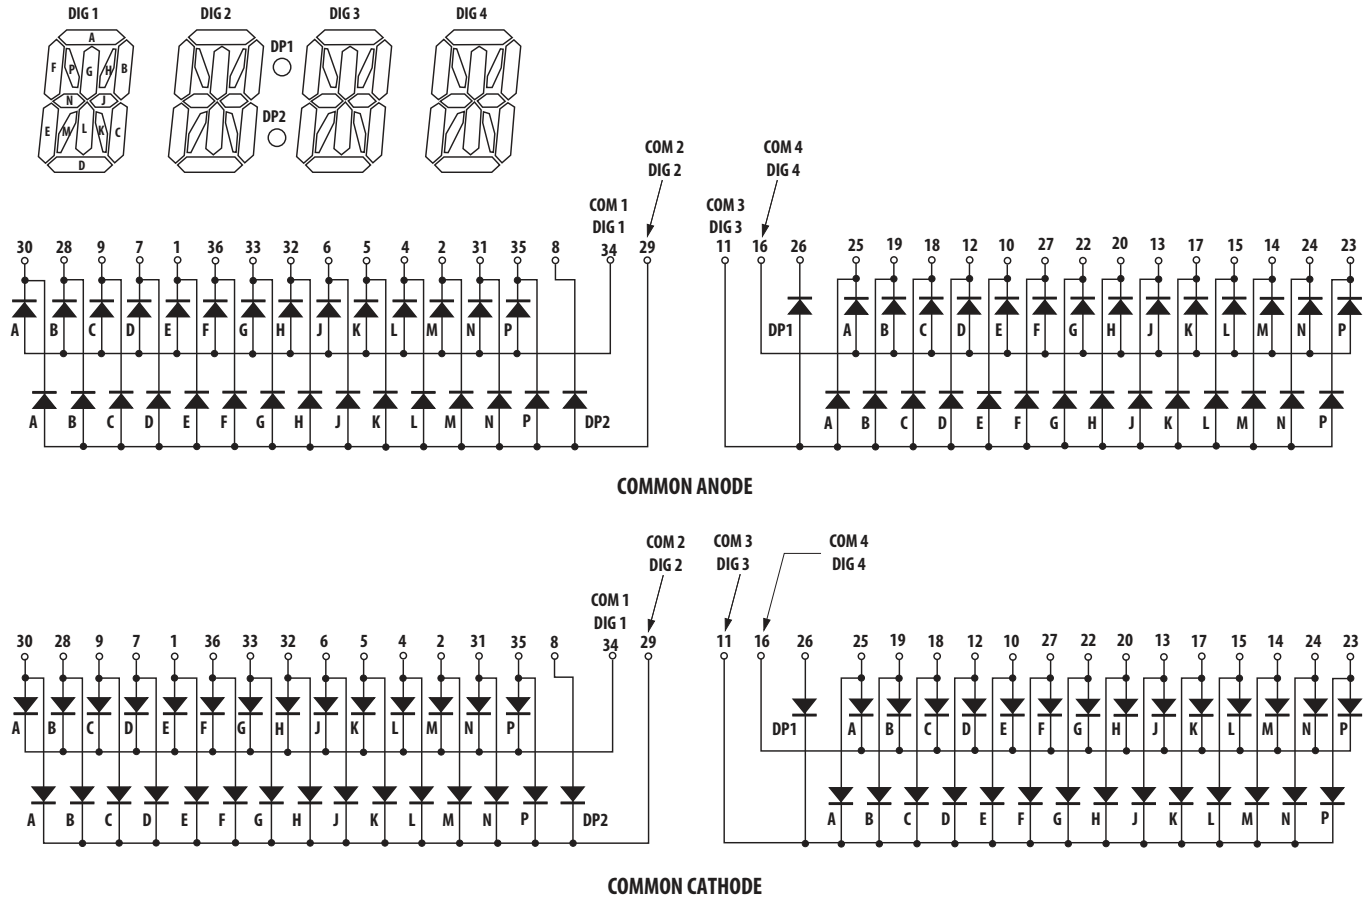 DIG 1 DIG 2 DIG 3 DIG 4
A
F P G H B
N J
E M L K C
D
DP1
DP2
COM 2 COM 4
DIG 2 DIG 4
COM 1 COM 3
DIG 1 DIG 3
30 28 9 7 1 36 33 32 6 5 4 2 31 35 8 34 29 11 16 26 25 19 18 12 10 27 22 20 13 17 15 14 24 23
A B C D E F G H J K L M N P DP1 A B C D E F G H J K L M N P
A B C D E F G H J K L M N P DP2 A B C D E F G H J K L M N P
COMMON ANODE
COM 2 COM 3 COM 4
DIG 2 DIG 3 DIG 4
COM 1
DIG 1
30 28 9 7 1 36 33 32 6 5 4 2 31 35 8 34 29 11 16 26 25 19 18 12 10 27 22 20 13 17 15 14 24 23
A B C D E F G H J K L M N P DP1 A B C D E F G H J K L M N P
A B C D E F G H J K L M N P DP2 A B C D E F G H J K L M N P
COMMON CATHODE